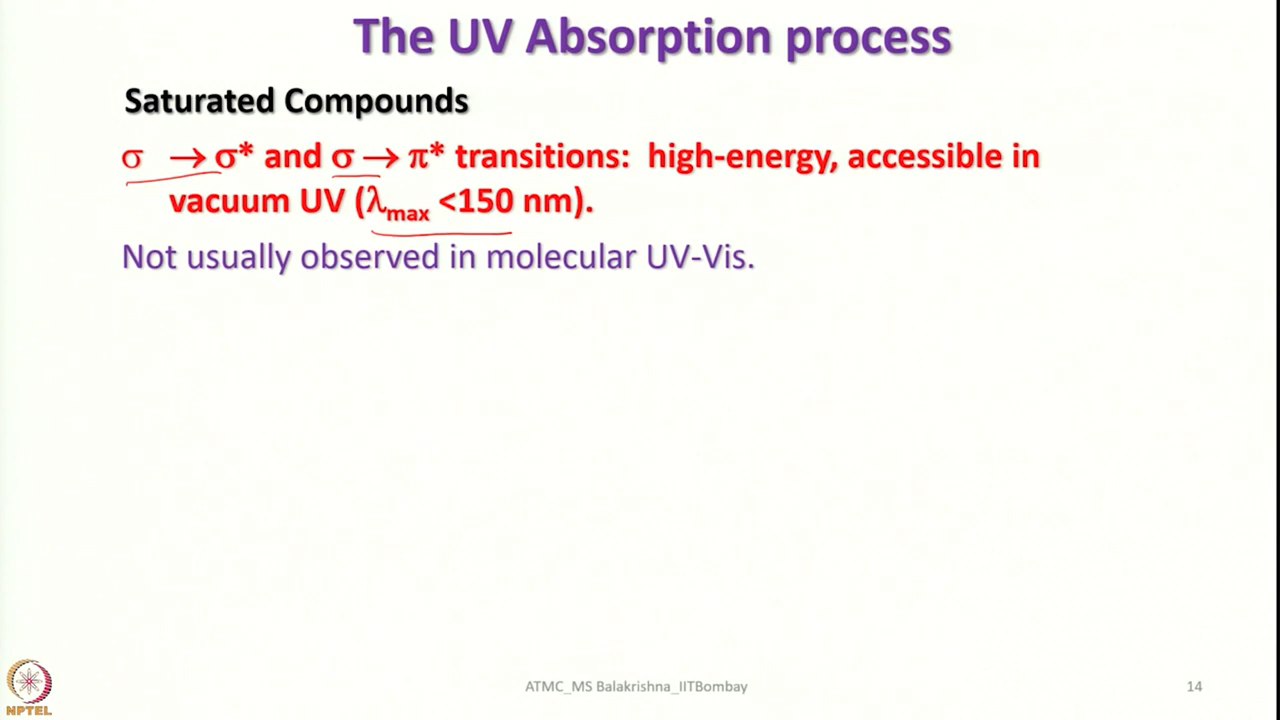 The UV Absorption process
Saturated Compounds
σ → σ* and σ → π* transitions: high-energy, accessible in
vacuum UV (λmax <150 nm).
Not usually observed in molecular UV-Vis.
NPTEL
ATMC_MS Balakrishna_IITBombay
14